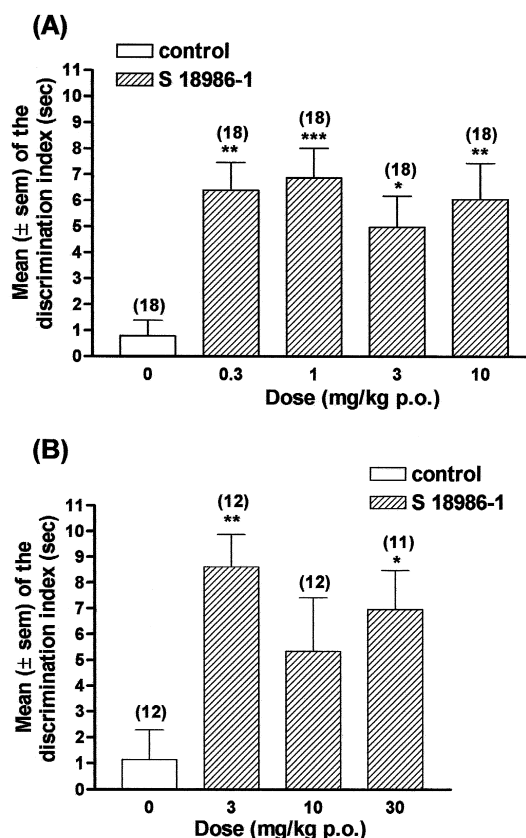 (A)
control
S 18986-1
Mean (± sem) of the
discrimination index (sec)
11
10
9
8
7
6
5
4
3
2
1
0
(18)
(18)
**
(18)
***
(18)
*
(18)
**
0 0.3 1 3 10
Dose (mg/kg p.o.)
(B)
control
S 18986-1
Mean (± sem) of the
discrimination index (sec)
11
10
9
8
7
6
5
4
3
2
1
0
(12)
(12)
**
(12)
(11)
*
0 3 10 30
Dose (mg/kg p.o.)